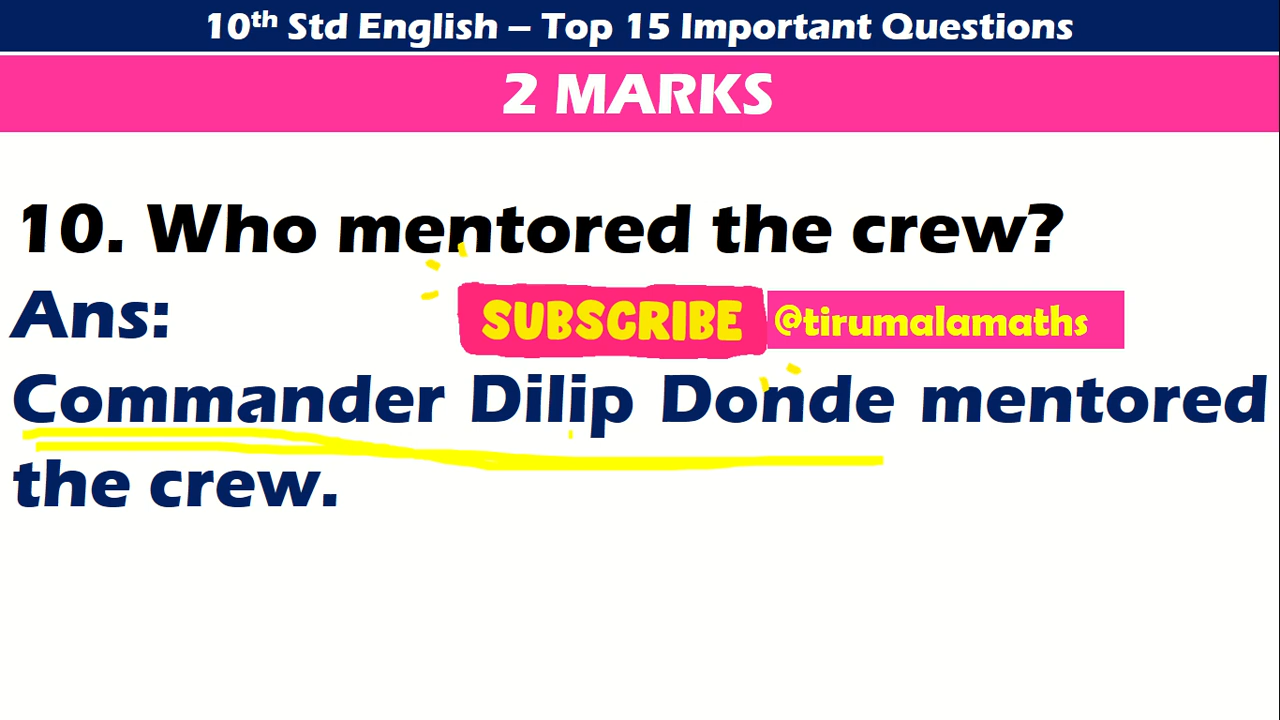 10th Std English – Top 15 Important Questions
2 MARKS
10. Who mentored the crew?
Ans:
SUBSCRIBE @tirumalamaths
Commander Dilip Donde mentored
the crew.